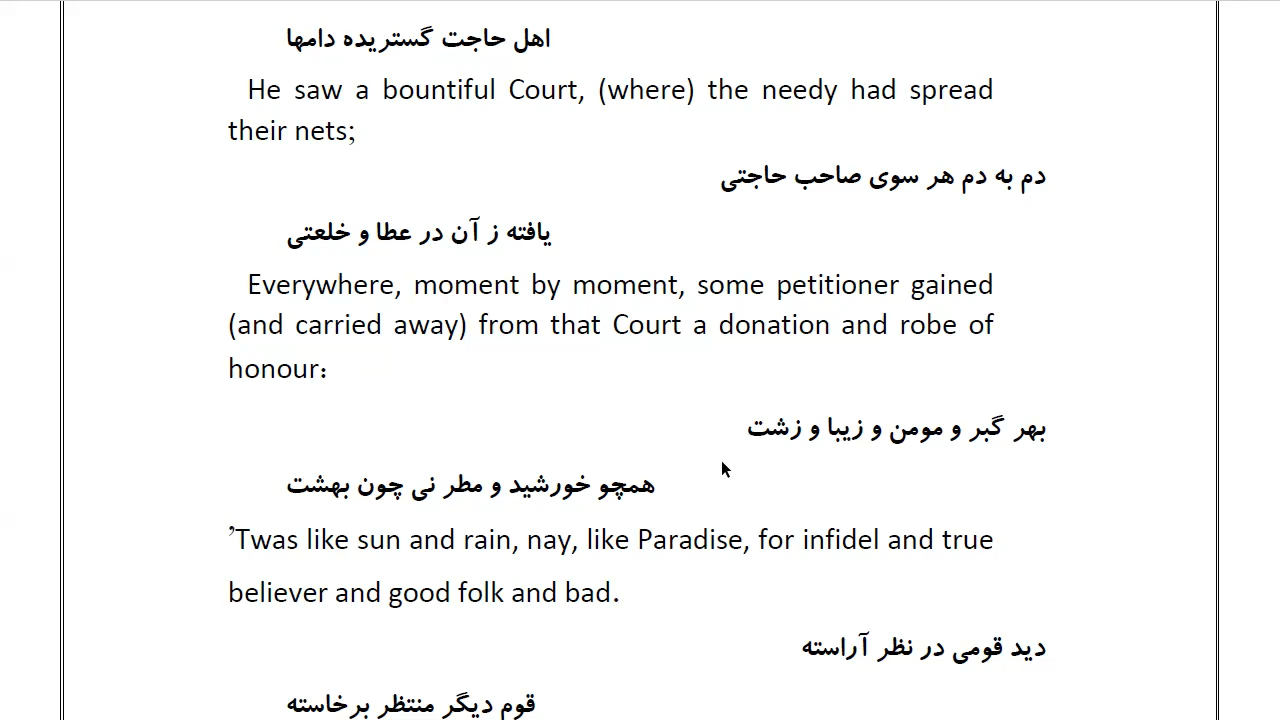 اهل حاجت گستریده دامها
He saw a bountiful Court, (where) the needy had spread
their nets;
دم به دم هر سوی صاحب حاجتی
یافته ز آن در عطا و خلعتی
Everywhere, moment by moment, some petitioner gained
(and carried away) from that Court a donation and robe of
honour:
بهر گبر و مومن و زیبا و زشت
همچو خورشید و مطر نی چون بهشت
’Twas like sun and rain, nay, like Paradise, for infidel and true
believer and good folk and bad.
دید قومی در نظر آراسته
قوم دیگر منتظر برخاسته